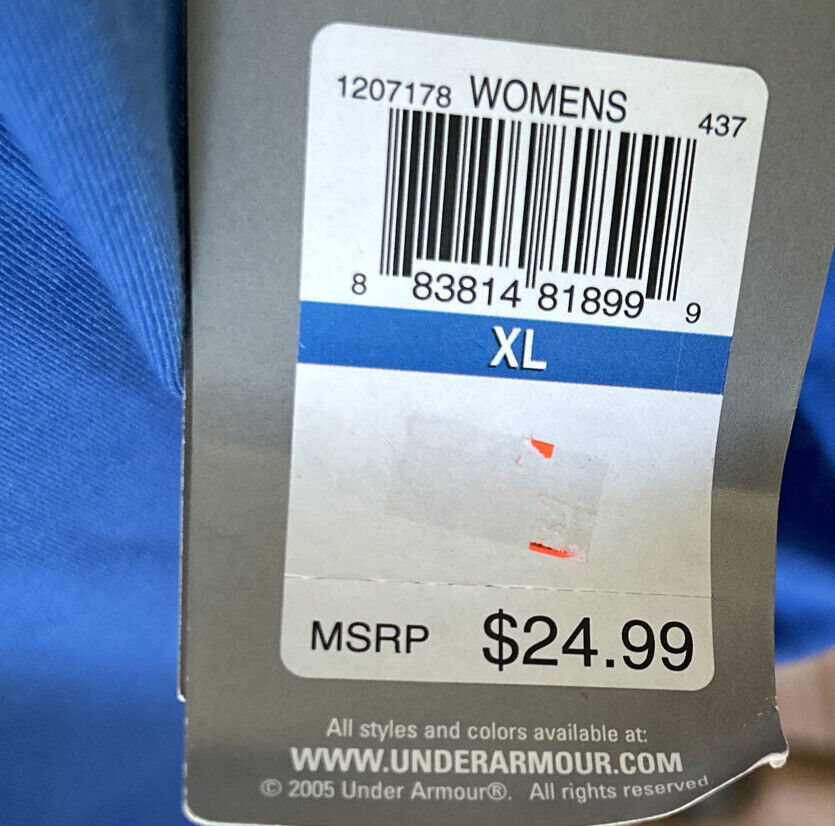 1207178 WOMENS 437
8 83814 81899 9
XL
MSRP $24.99
All styles and colors available at:
WWW.UNDERARMOUR.COM
© 2005 Under Armour®. All rights reserved.